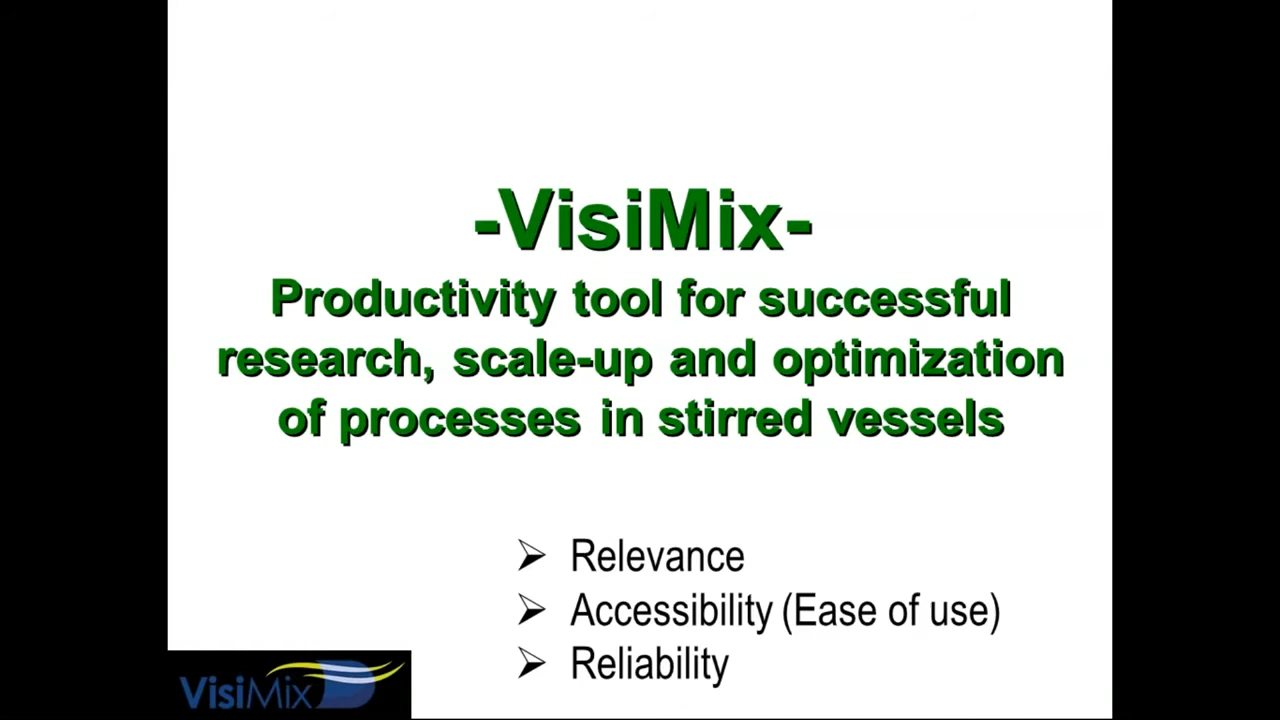 -VisiMix-
Productivity tool for successful
research, scale-up and optimization
of processes in stirred vessels
➢ Relevance
➢ Accessibility (Ease of use)
➢ Reliability
VisiMix